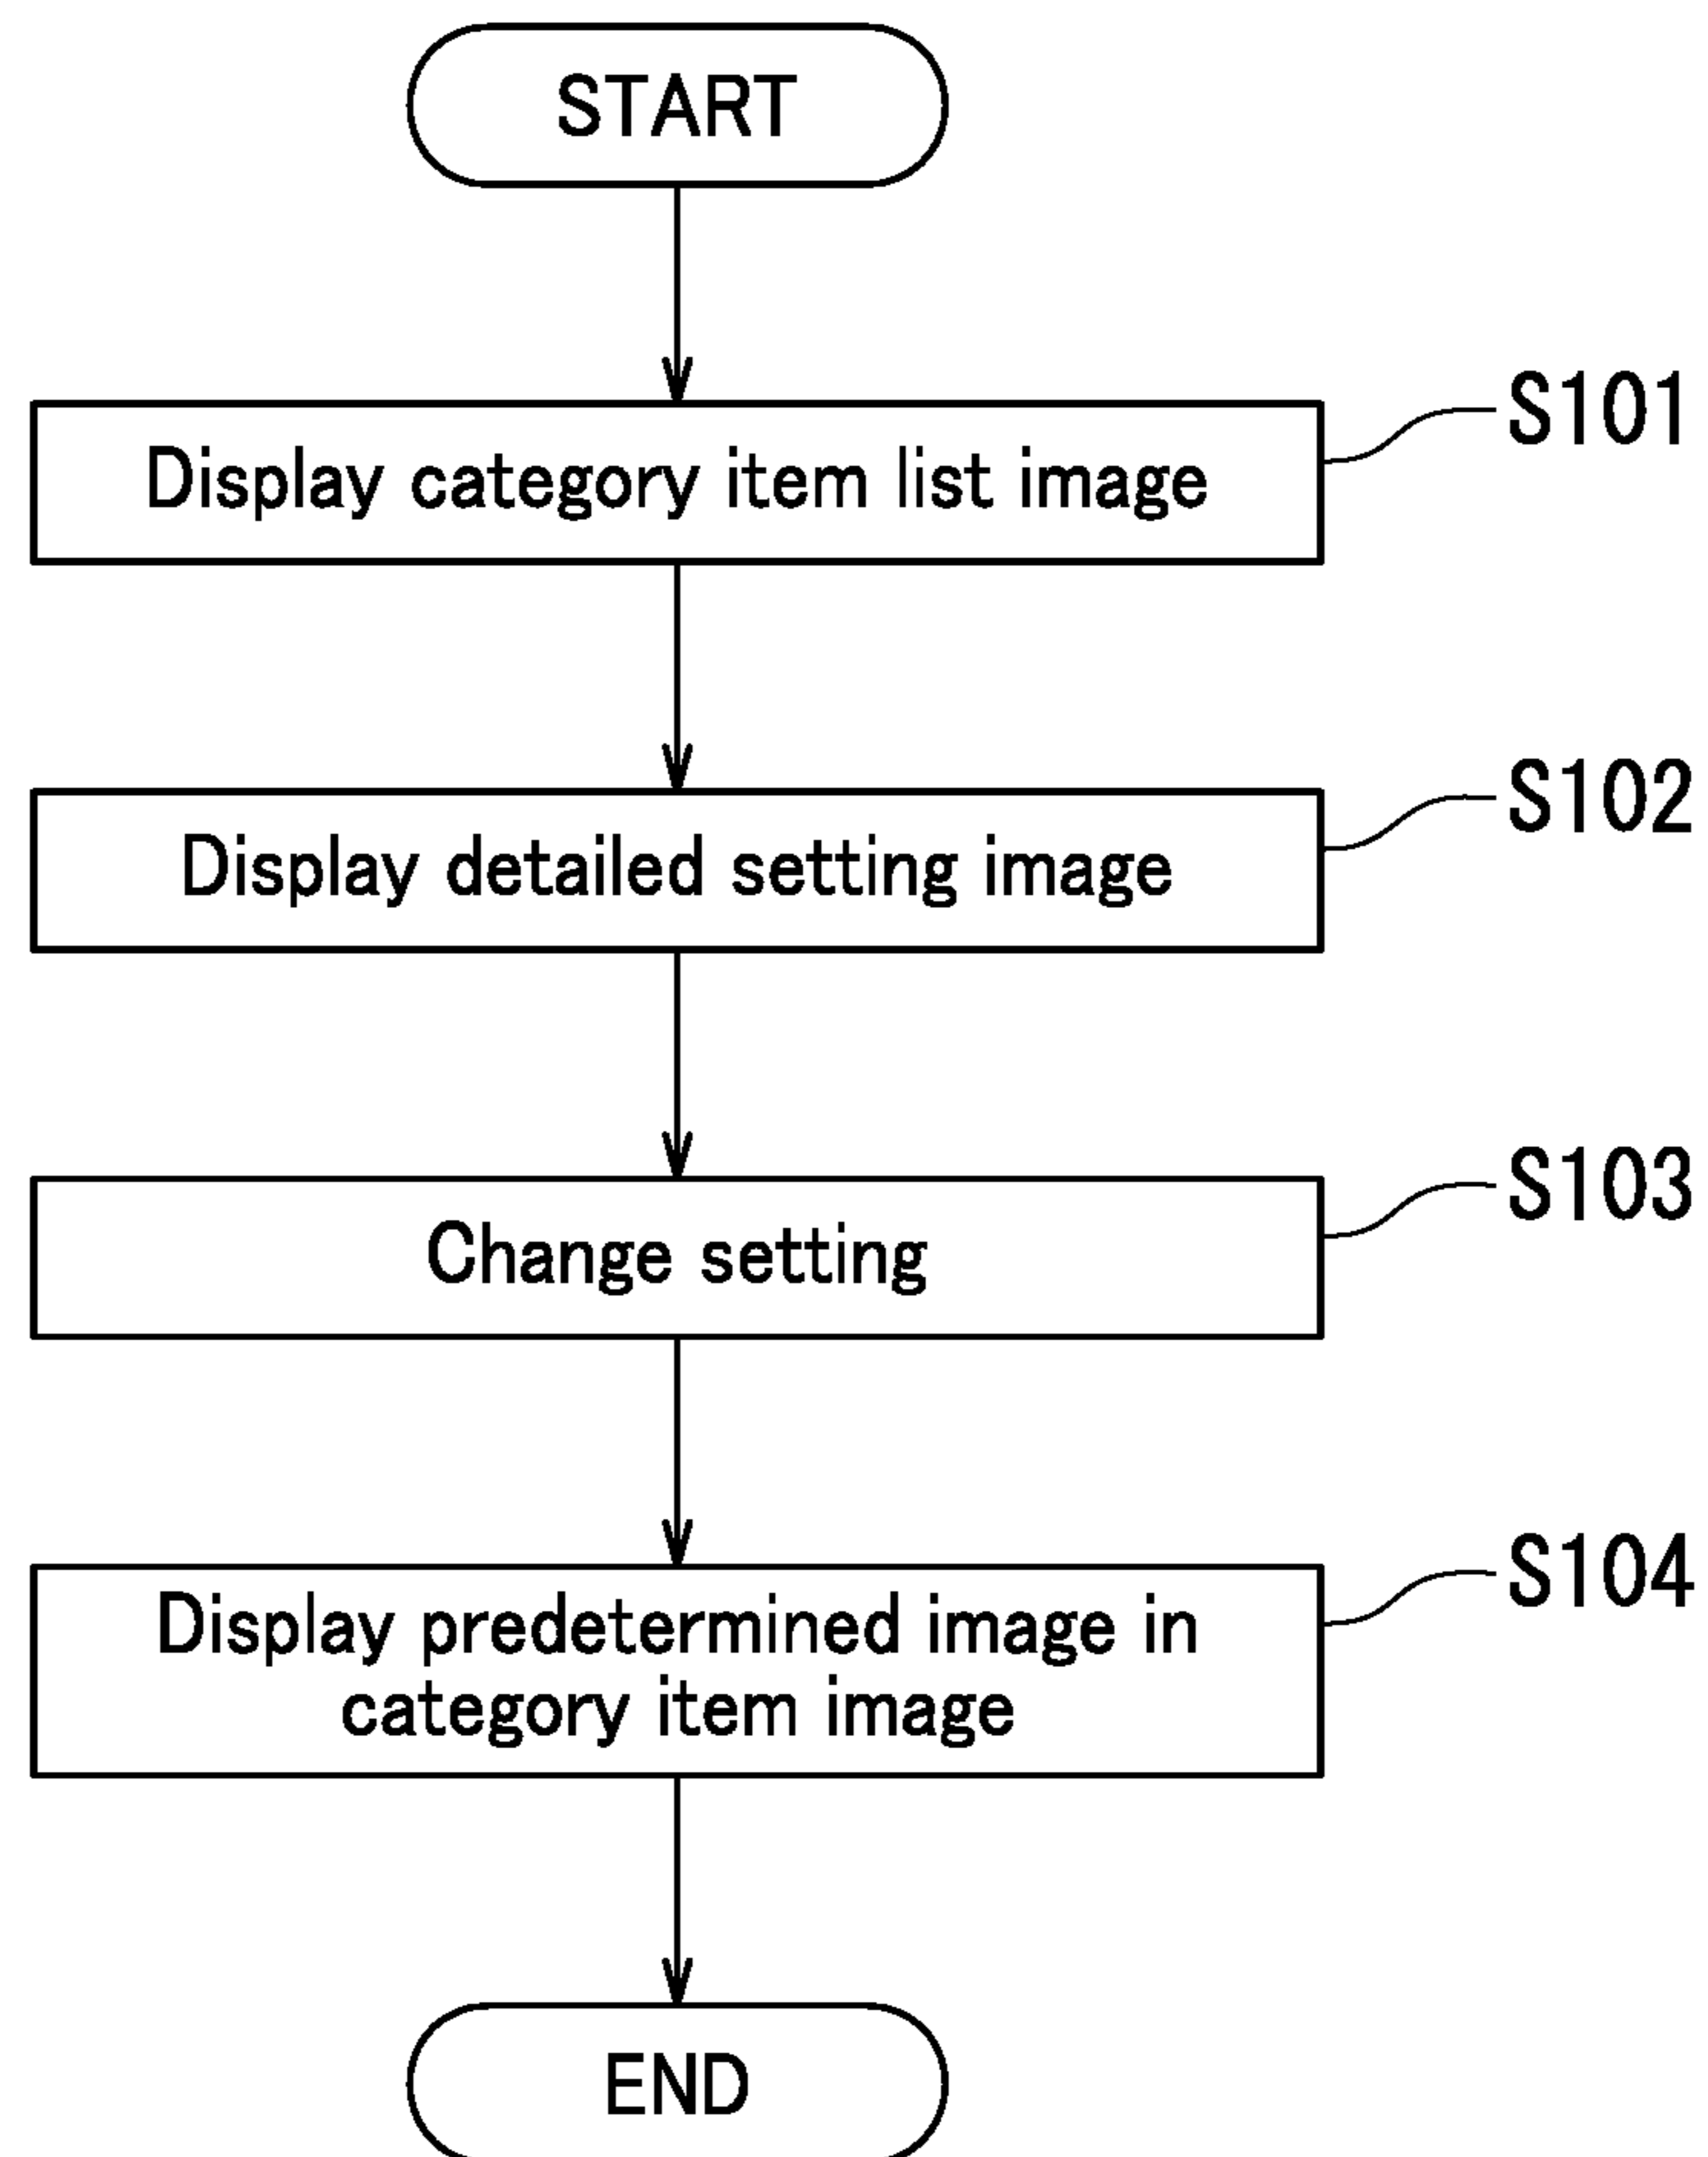 START
S101
Display category item list image
S102
Display detailed setting image
S103
Change setting
S104
Display predetermined image in
category item image
END